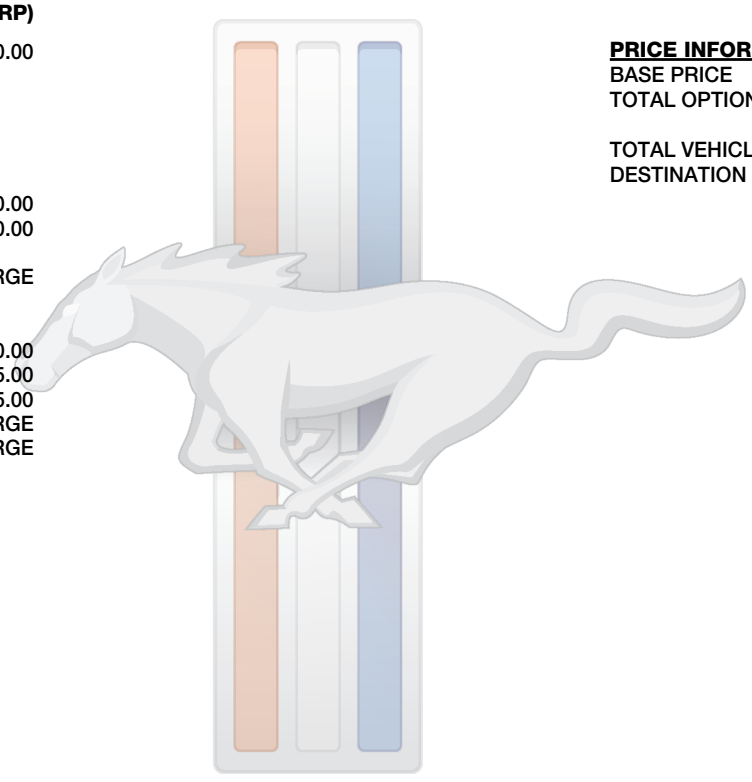 RP)
0.00
0.00
0.00
RGE
0.00
5.00
5.00
RGE
RGE
PRICE INFOR
BASE PRICE
TOTAL OPTION
TOTAL VEHICL
DESTINATION